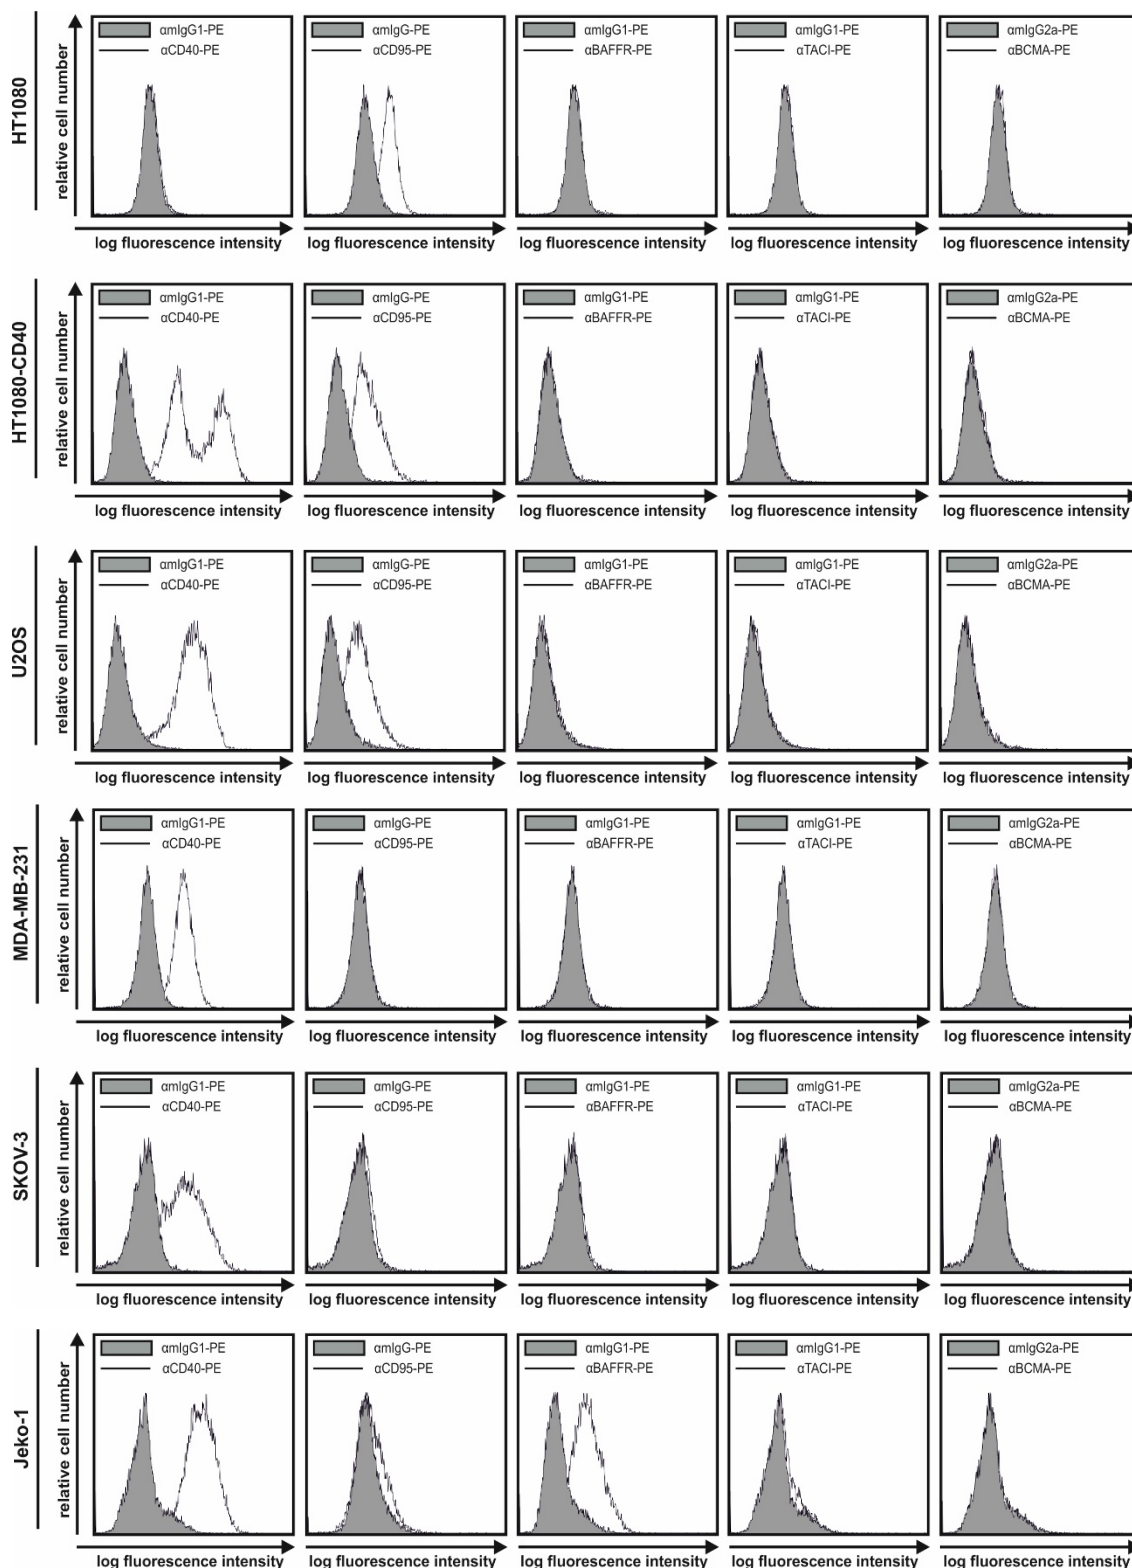 HT1080
relative cell number
αmIgG1-PE
αCD40-PE
αmIgG-PE
αCD95-PE
αmIgG1-PE
αBAFFR-PE
αmIgG1-PE
αTACI-PE
αmIgG2a-PE
αBCMA-PE
log fluorescence intensity
log fluorescence intensity
log fluorescence intensity
log fluorescence intensity
log fluorescence intensity
HT1080-CD40
relative cell number
αmIgG1-PE
αCD40-PE
αmIgG-PE
αCD95-PE
αmIgG1-PE
αBAFFR-PE
αmIgG1-PE
αTACI-PE
αmIgG2a-PE
αBCMA-PE
log fluorescence intensity
log fluorescence intensity
log fluorescence intensity
log fluorescence intensity
log fluorescence intensity
U2OS
relative cell number
αmIgG1-PE
αCD40-PE
αmIgG-PE
αCD95-PE
αmIgG1-PE
αBAFFR-PE
αmIgG1-PE
αTACI-PE
αmIgG2a-PE
αBCMA-PE
log fluorescence intensity
log fluorescence intensity
log fluorescence intensity
log fluorescence intensity
log fluorescence intensity
MDA-MB-231
relative cell number
αmIgG1-PE
αCD40-PE
αmIgG-PE
αCD95-PE
αmIgG1-PE
αBAFFR-PE
αmIgG1-PE
αTACI-PE
αmIgG2a-PE
αBCMA-PE
log fluorescence intensity
log fluorescence intensity
log fluorescence intensity
log fluorescence intensity
log fluorescence intensity
SKOV-3
relative cell number
αmIgG1-PE
αCD40-PE
αmIgG-PE
αCD95-PE
αmIgG1-PE
αBAFFR-PE
αmIgG1-PE
αTACI-PE
αmIgG2a-PE
αBCMA-PE
log fluorescence intensity
log fluorescence intensity
log fluorescence intensity
log fluorescence intensity
log fluorescence intensity
Jeko-1
relative cell number
αmIgG1-PE
αCD40-PE
αmIgG-PE
αCD95-PE
αmIgG1-PE
αBAFFR-PE
αmIgG1-PE
αTACI-PE
αmIgG2a-PE
αBCMA-PE
log fluorescence intensity
log fluorescence intensity
log fluorescence intensity
log fluorescence intensity
log fluorescence intensity